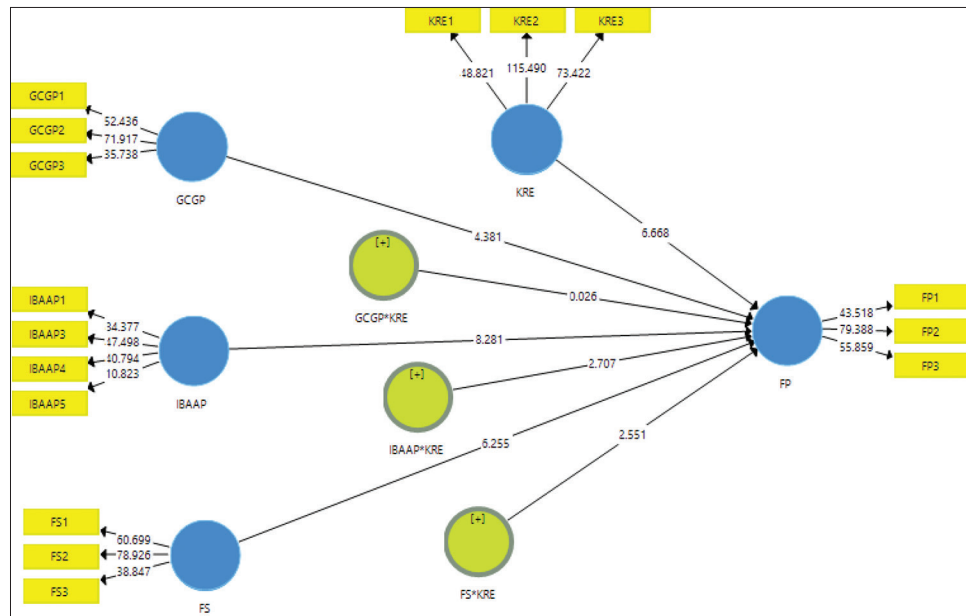 KRE1
KRE2
KRE3
48.821
115.490
73.422
KRE
GCGP1
GCGP2
GCGP3
52.436
71.917
35.738
GCGP
4.381
6.668
[+]
GCGP*KRE
0.026
IBAAP1
IBAAP3
IBAAP4
IBAAP5
34.377
47.498
40.794
10.823
IBAAP
8.281
[+]
IBAAP*KRE
2.707
FP1
FP2
FP3
43.518
79.388
55.859
FP
6.255
2.551
[+]
FS*KRE
FS1
FS2
FS3
60.699
78.926
38.847
FS